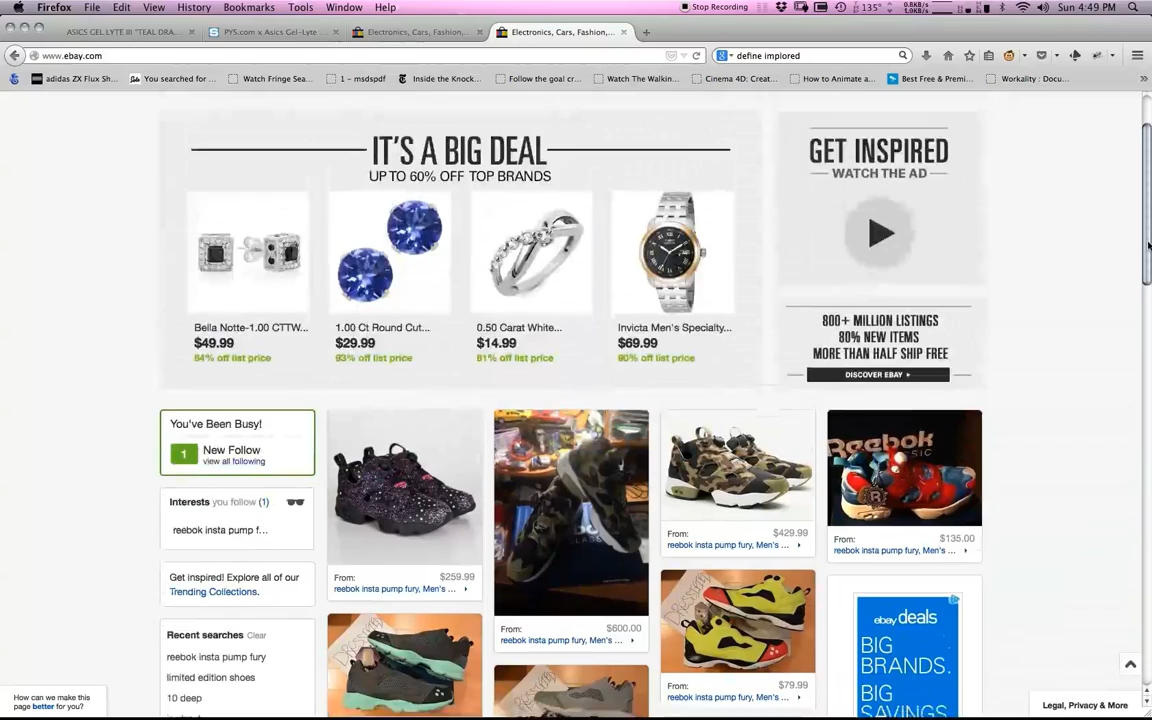 Firefox File Edit View History Bookmarks Tools Window Help
Stop Recording 135° 0.8KB/s 1.0KB/s Sun 4:49 PM
ASICS GEL LYTE III "TEAL DRA...
PYS.com x Asics Gel-Lyte ...
Electronics, Cars, Fashion,...
Electronics, Cars, Fashion,...
www.ebay.com
define implored
adidas ZX Flux Sh...
You searched for ...
Watch Fringe Sea...
1 – msdspdf
Inside the Knock...
Follow the goal cr...
Watch The Walkin...
Cinema 4D: Creat...
How to Animate a...
Best Free & Premi...
Workality : Docu...
IT'S A BIG DEAL
UP TO 60% OFF TOP BRANDS
Bella Notte-1.00 CTTW...
$49.99
84% off list price
1.00 Ct Round Cut...
$29.99
93% off list price
0.50 Carat White...
$14.99
81% off list price
Invicta Men's Specialty...
$69.99
90% off list price
GET INSPIRED
WATCH THE AD
800+ MILLION LISTINGS
80% NEW ITEMS
MORE THAN HALF SHIP FREE
DISCOVER EBAY
You've Been Busy!
1 New Follow
view all following
Interests you follow (1)
reebok insta pump f...
Get inspired! Explore all of our
Trending Collections.
Recent searches Clear
reebok insta pump fury
limited edition shoes
10 deep
From: $259.99
reebok insta pump fury, Men's ...
From: $600.00
reebok insta pump fury, Men's ...
From: $429.99
reebok insta pump fury, Men's ...
From: $79.99
reebok insta pump fury, Men's ...
Reebok
From: $135.00
reebok insta pump fury, Men's ...
ebay deals
BIG
BRANDS.
BIG
SAVINGS
How can we make this
page better for you?
Legal, Privacy & More